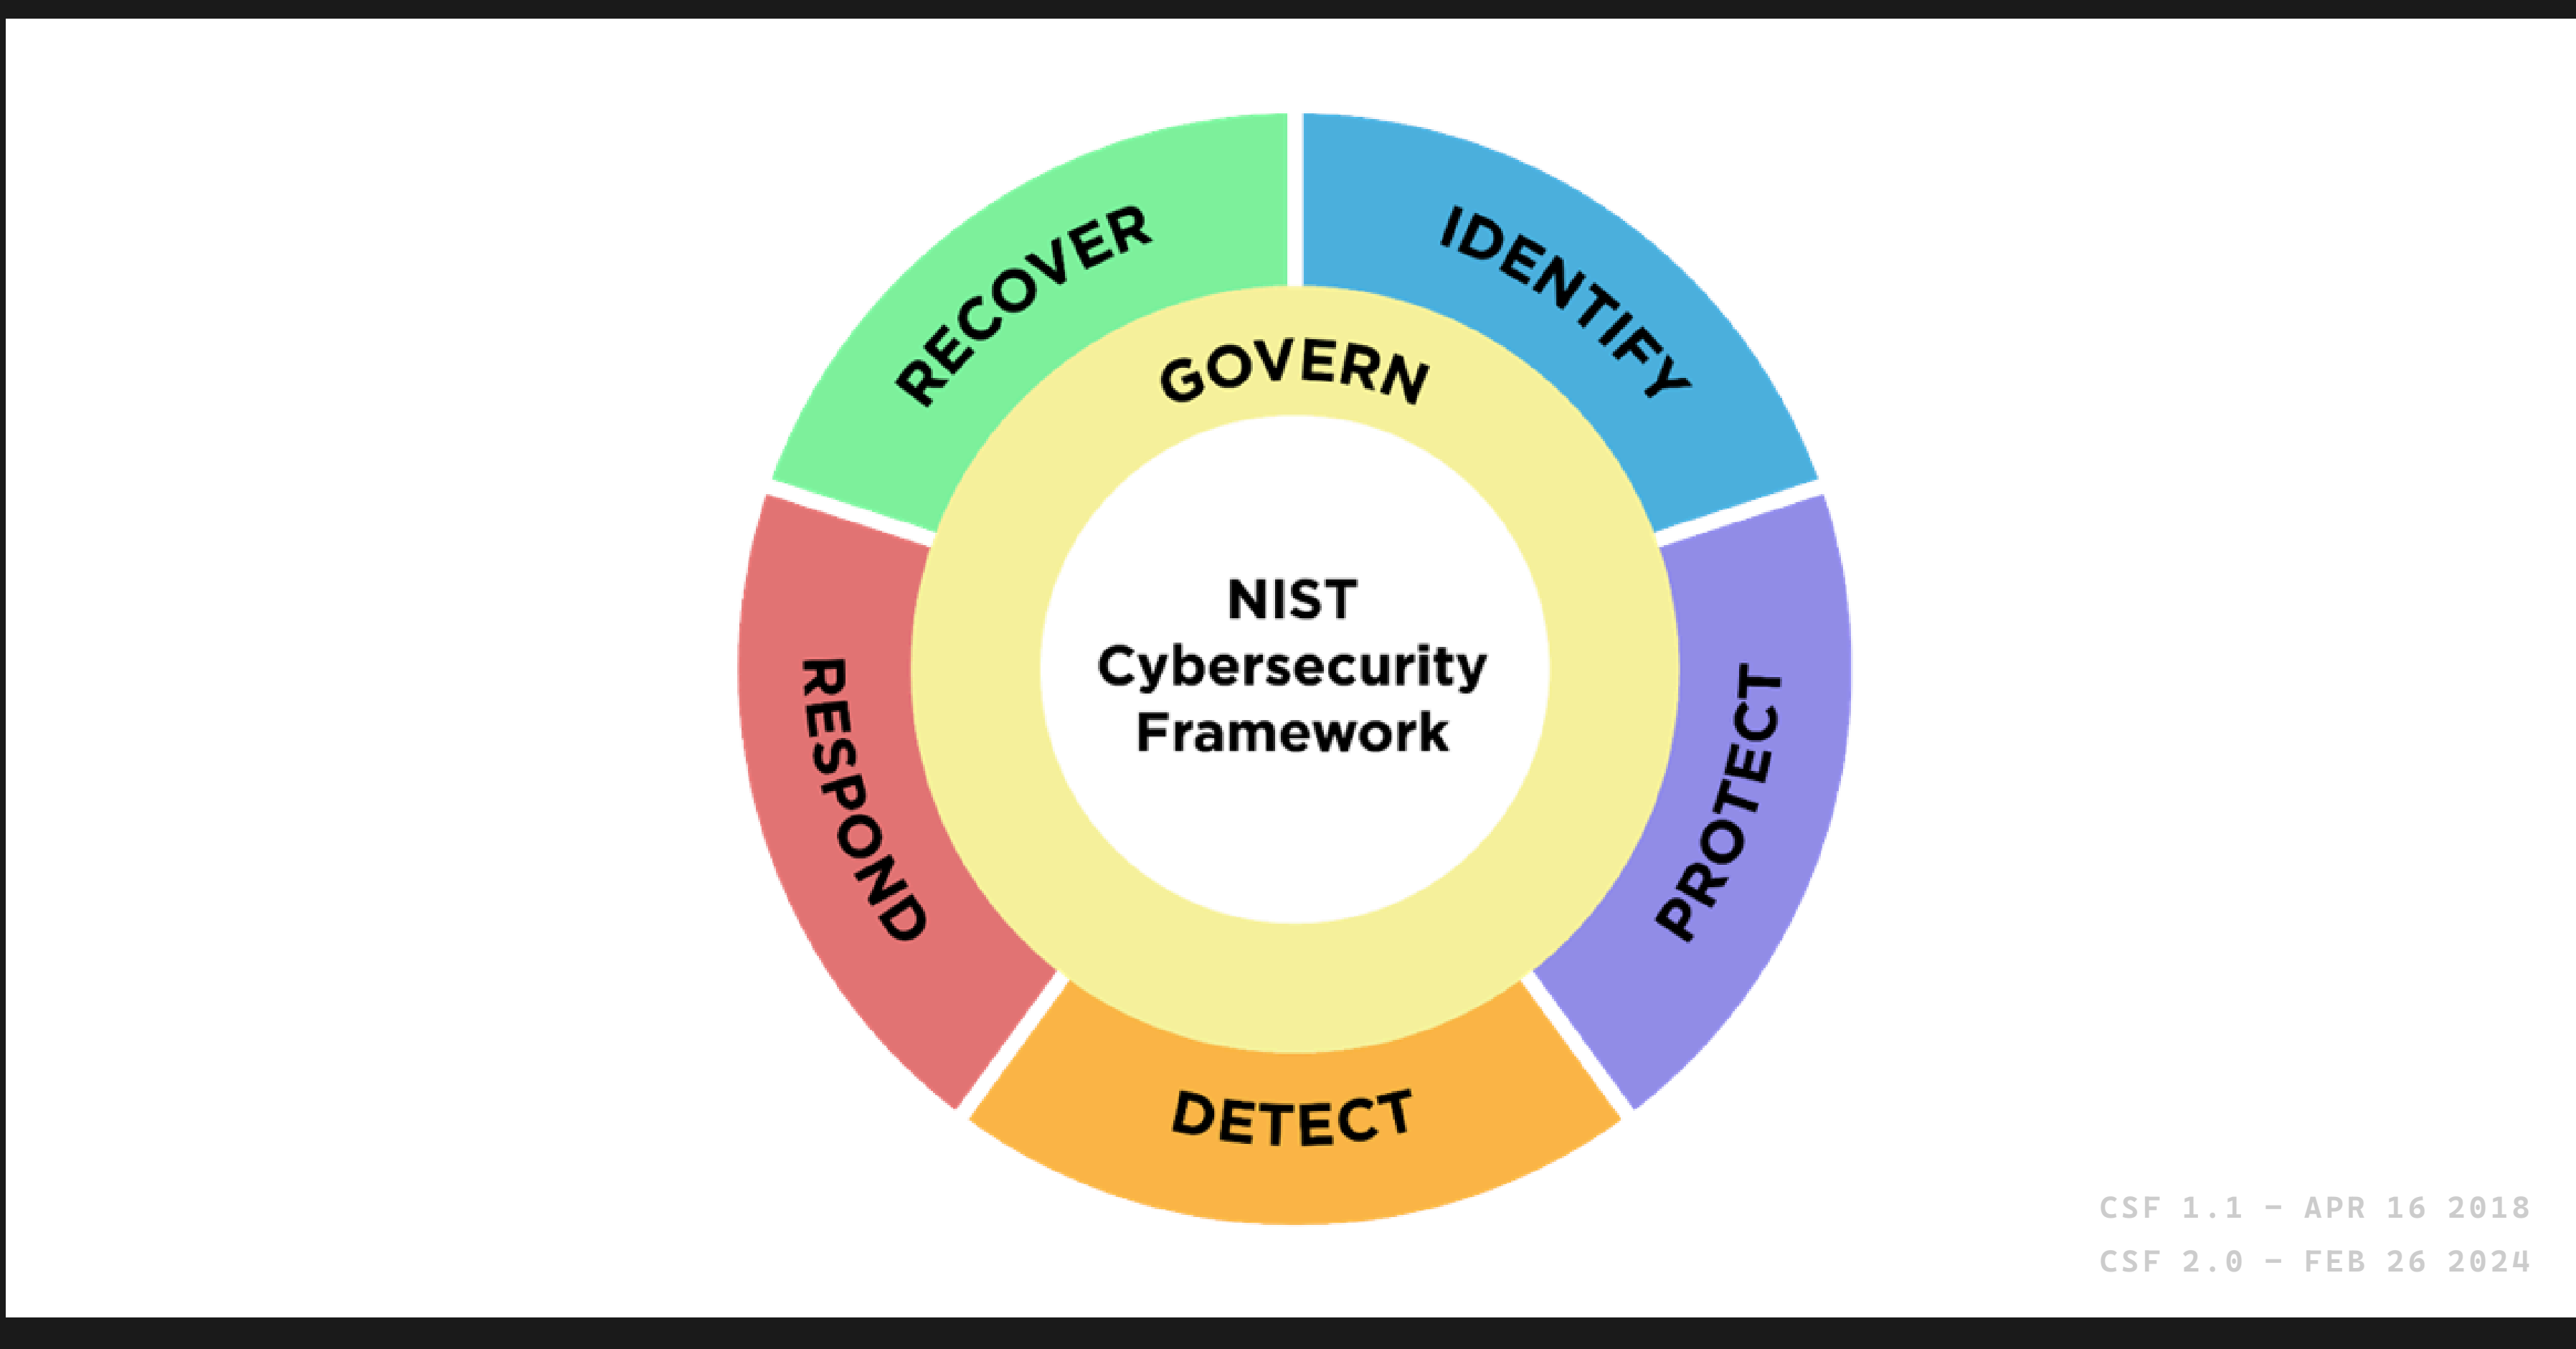 RECOVER
IDENTIFY
GOVERN
NIST
Cybersecurity
Framework
RESPOND
PROTECT
DETECT
CSF 1.1 – APR 16 2018
CSF 2.0 – FEB 26 2024